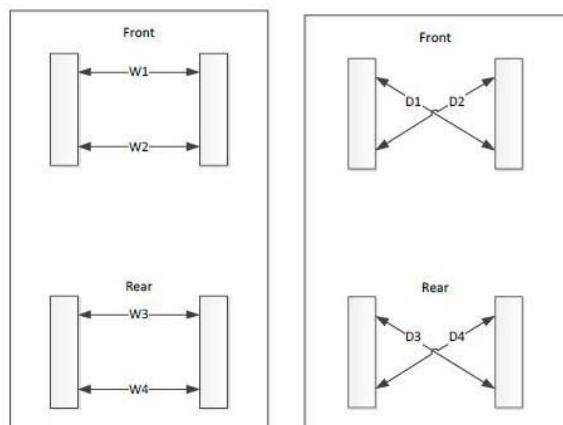 Front
W1
W2
Rear
W3
W4
Front
D1 D2
Rear
D3 D4